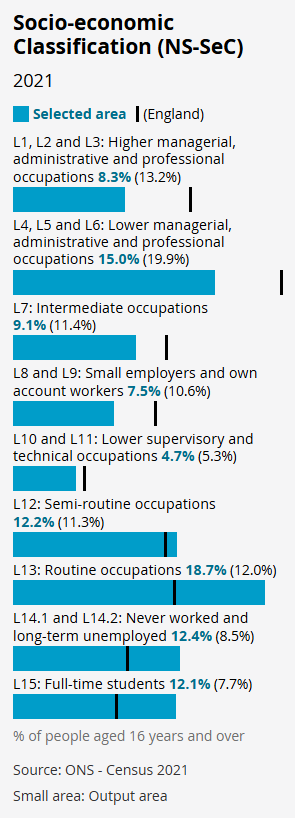 Socio-economic
Classification (NS-SeC)
2021
Selected area (England)
L1, L2 and L3: Higher managerial,
administrative and professional
occupations 8.3% (13.2%)
L4, L5 and L6: Lower managerial,
administrative and professional
occupations 15.0% (19.9%)
L7: Intermediate occupations
9.1% (11.4%)
L8 and L9: Small employers and own
account workers 7.5% (10.6%)
L10 and L11: Lower supervisory and
technical occupations 4.7% (5.3%)
L12: Semi-routine occupations
12.2% (11.3%)
L13: Routine occupations 18.7% (12.0%)
L14.1 and L14.2: Never worked and
long-term unemployed 12.4% (8.5%)
L15: Full-time students 12.1% (7.7%)
% of people aged 16 years and over
Source: ONS - Census 2021
Small area: Output area